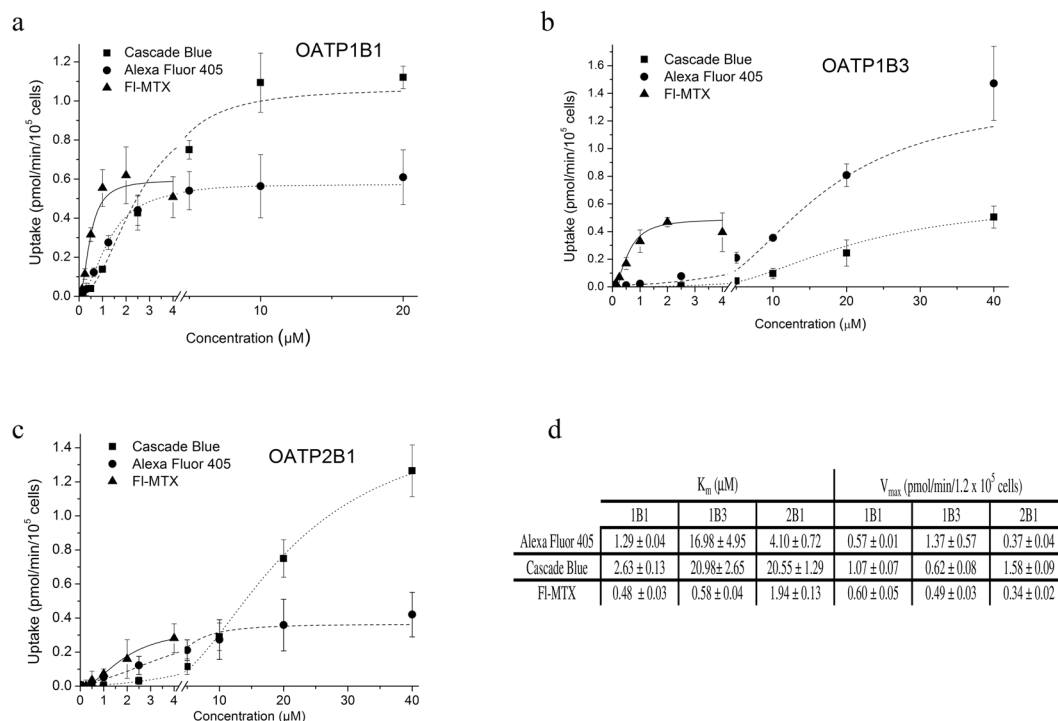 a
OATP1B1
Cascade Blue
Alexa Fluor 405
Fl-MTX
Uptake (pmol/min/10⁵ cells)
1.2
1.0
0.8
0.6
0.4
0.2
0.0
0 1 2 3 4 10 20
Concentration (µM)
b
OATP1B3
Cascade Blue
Alexa Fluor 405
Fl-MTX
Uptake (pmol/min/10⁵ cells)
1.6
1.4
1.2
1.0
0.8
0.6
0.4
0.2
0.0
0 1 2 3 4 10 20 30 40
Concentration (µM)
c
OATP2B1
Cascade Blue
Alexa Fluor 405
Fl-MTX
Uptake (pmol/min/10⁵ cells)
1.4
1.2
1.0
0.8
0.6
0.4
0.2
0.0
0 1 2 3 4 10 20 30 40
Concentration (µM)
d
Kₘ (µM) Vₘₐₓ (pmol/min/1.2 x 10⁵ cells)
1B1 1B3 2B1 1B1 1B3 2B1
Alexa Fluor 405 1.29 ± 0.04 16.98 ± 4.95 4.10 ± 0.72 0.57 ± 0.01 1.37 ± 0.57 0.37 ± 0.04
Cascade Blue 2.63 ± 0.13 20.98± 2.65 20.55 ± 1.29 1.07 ± 0.07 0.62 ± 0.08 1.58 ± 0.09
Fl-MTX 0.48 ± 0.03 0.58 ± 0.04 1.94 ± 0.13 0.60 ± 0.05 0.49 ± 0.03 0.34 ± 0.02